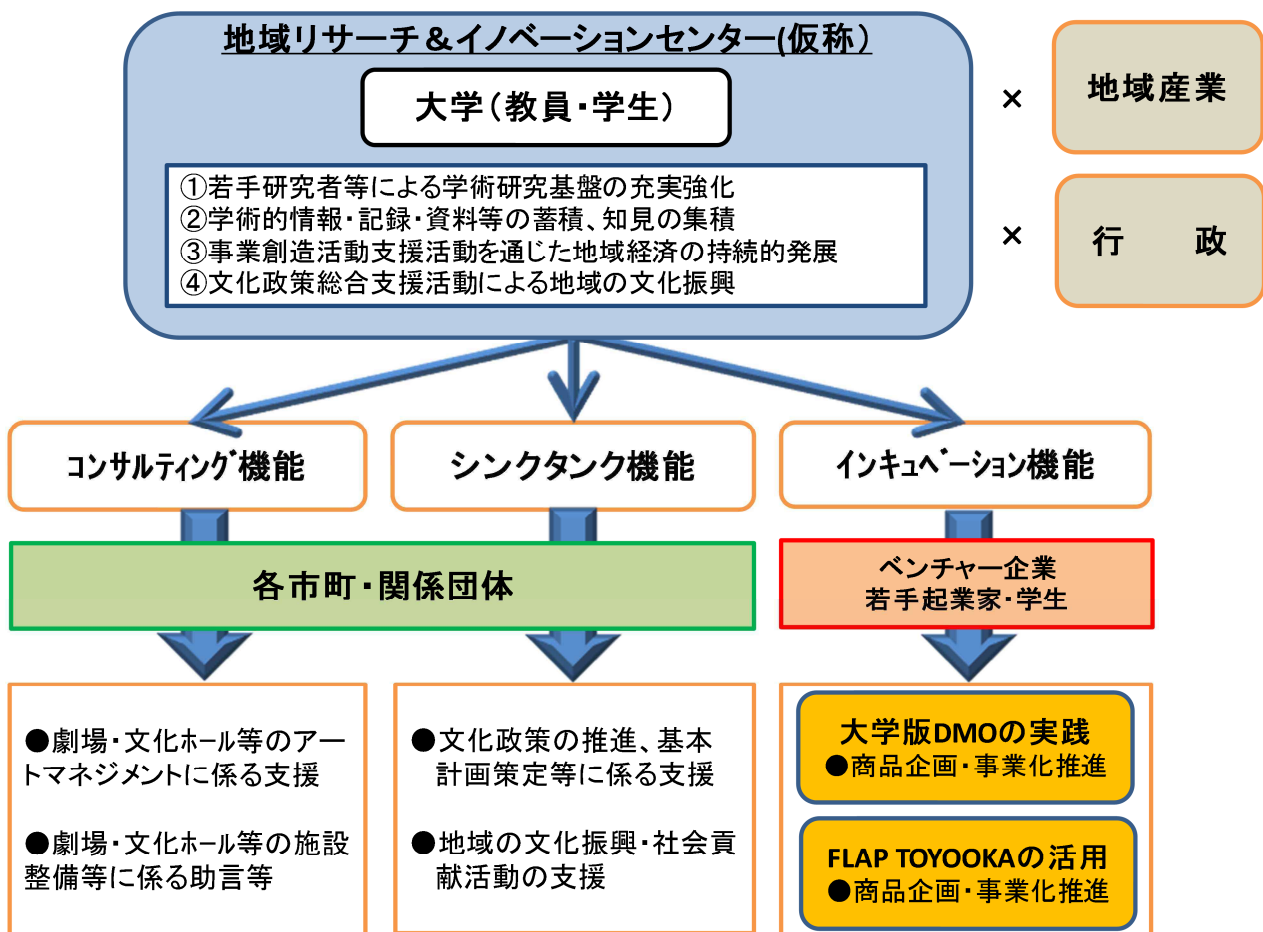 地域リサーチ＆イノベーションセンター(仮称）
大学（教員・学生）
①若手研究者等による学術研究基盤の充実強化
②学術的情報・記録・資料等の蓄積、知見の集積
③事業創造活動支援活動を通じた地域経済の持続的発展
④文化政策総合支援活動による地域の文化振興
×
地域産業
×
行　政
コンサルティング機能
シンクタンク機能
インキュベーション機能
各市町・関係団体
ベンチャー企業
若手起業家・学生
●劇場・文化ホール等のアー
トマネジメントに係る支援
●劇場・文化ホール等の施設
整備等に係る助言等
●文化政策の推進、基本
計画策定等に係る支援
●地域の文化振興・社会貢
献活動の支援
大学版DMOの実践
●商品企画・事業化推進
FLAP TOYOOKAの活用
●商品企画・事業化推進